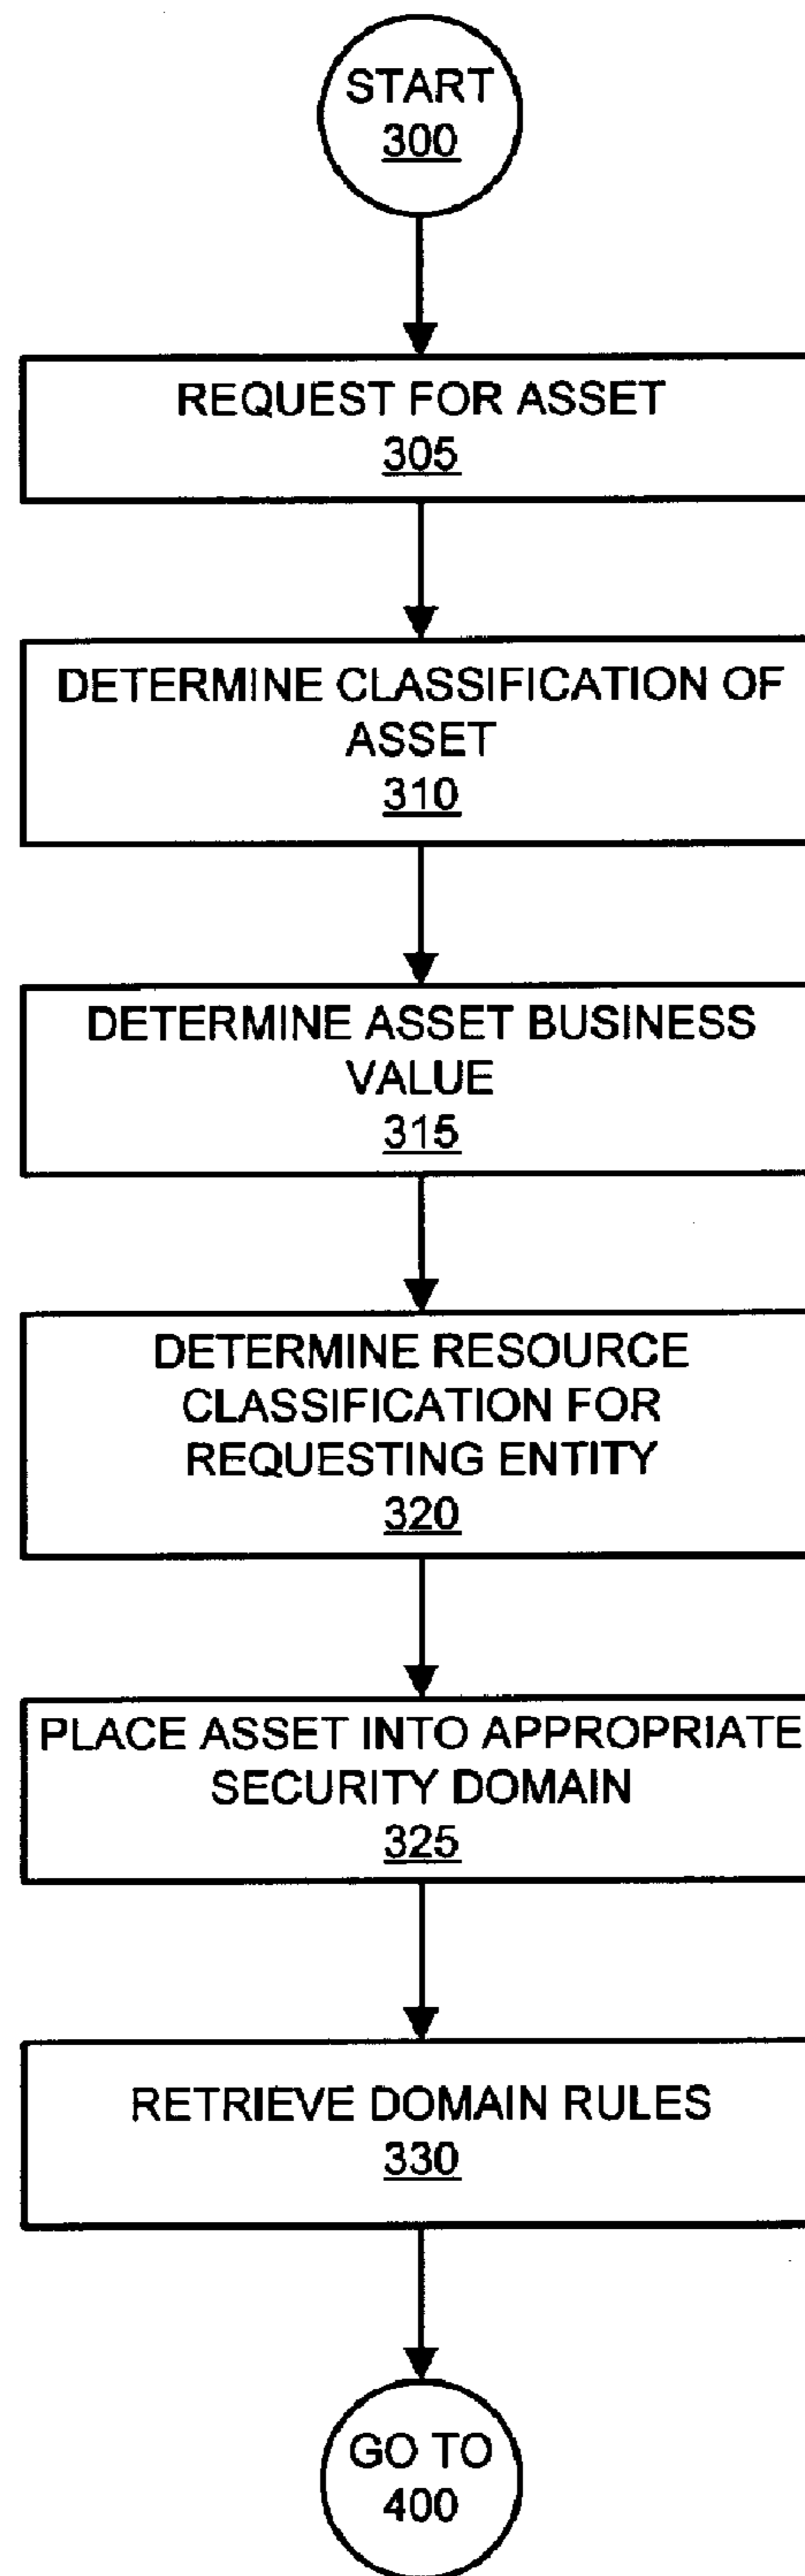 START
300
REQUEST FOR ASSET
305
DETERMINE CLASSIFICATION OF
ASSET
310
DETERMINE ASSET BUSINESS
VALUE
315
DETERMINE RESOURCE
CLASSIFICATION FOR
REQUESTING ENTITY
320
PLACE ASSET INTO APPROPRIATE
SECURITY DOMAIN
325
RETRIEVE DOMAIN RULES
330
GO TO
400